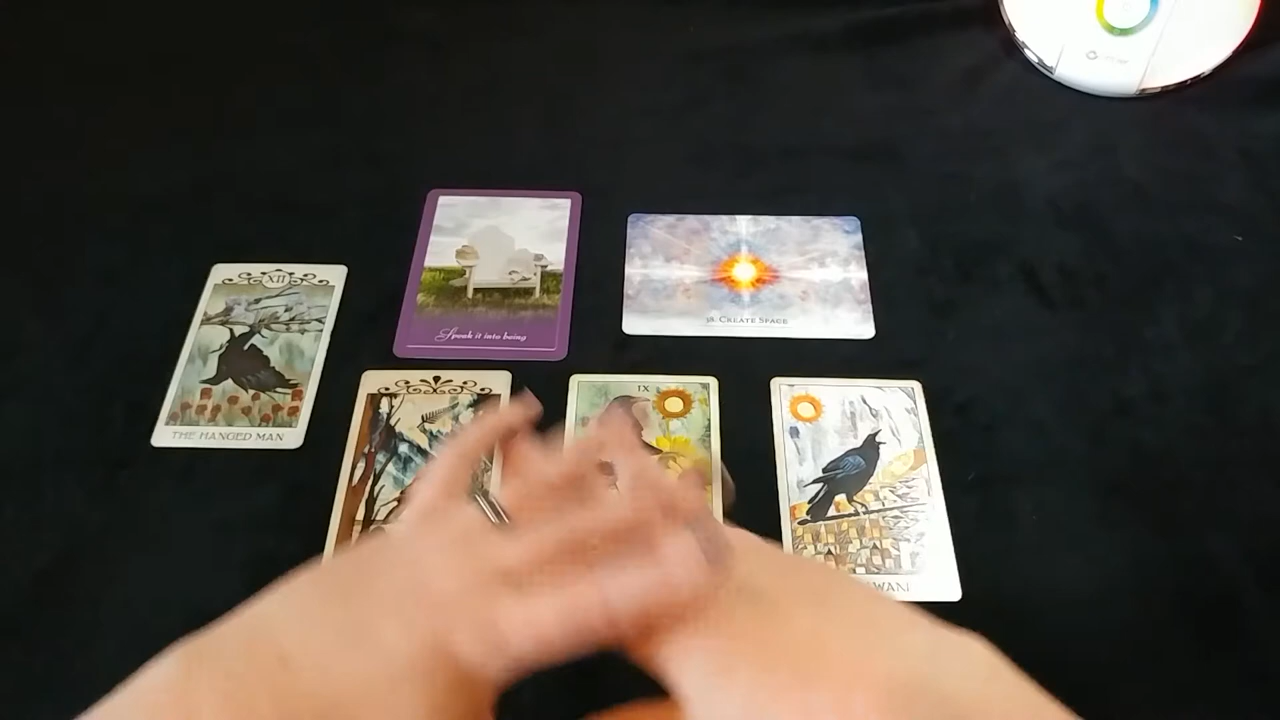 XII
THE HANGED MAN
Speak it into being
38. CREATE SPACE
IX